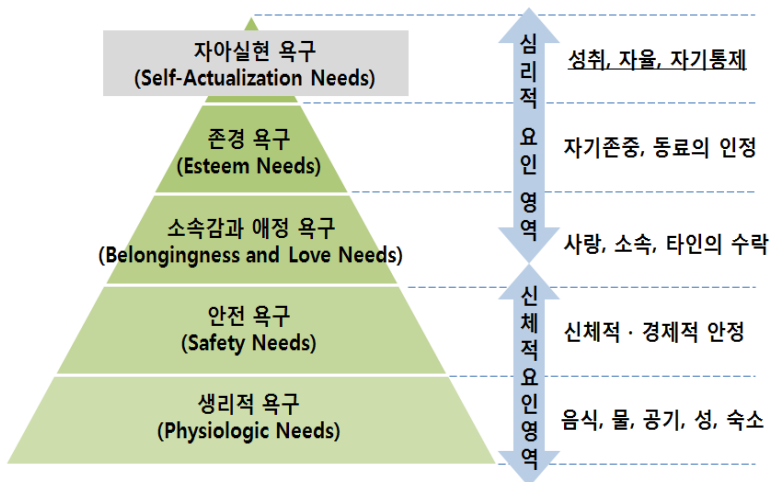 자아실현 욕구
(Self-Actualization Needs)
성취, 자율, 자기통제
존경 욕구
(Esteem Needs)
자기존중, 동료의 인정
소속감과 애정 욕구
(Belongingness and Love Needs)
사랑, 소속, 타인의 수락
안전 욕구
(Safety Needs)
신체적 · 경제적 안정
생리적 욕구
(Physiologic Needs)
음식, 물, 공기, 성, 숙소
심리적 요인 영역
신체적요인영역